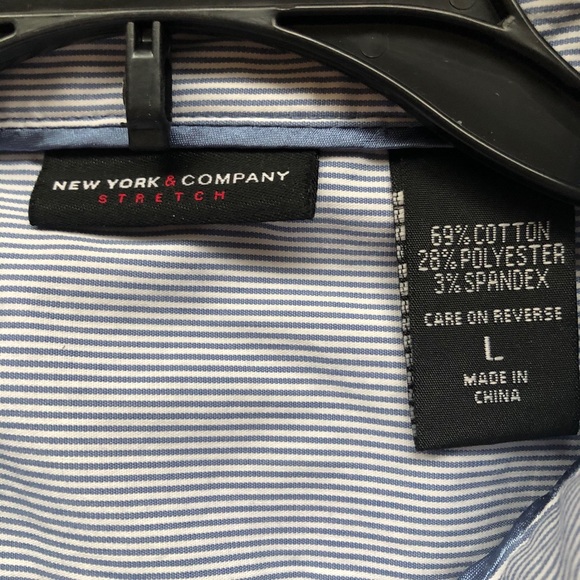 NEW YORK & COMPANY
STRETCH
69% COTTON
28% POLYESTER
3% SPANDEX
CARE ON REVERSE
L
MADE IN
CHINA